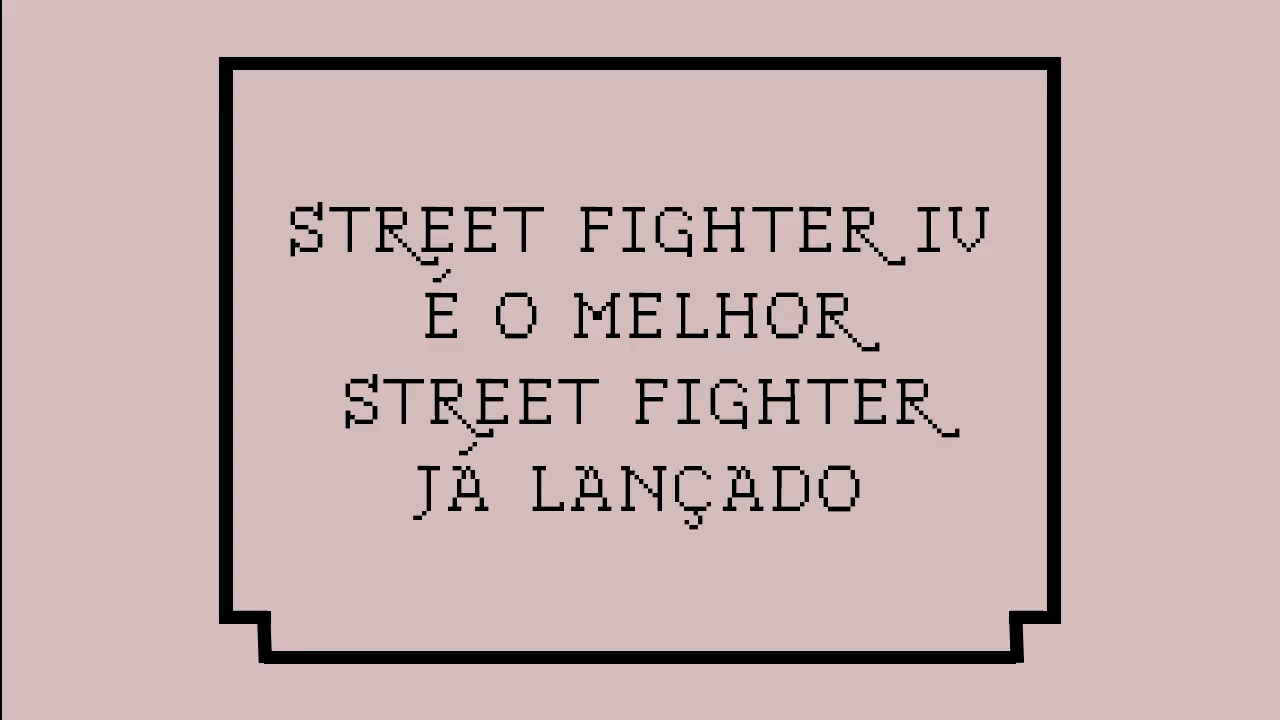 STREET FIGHTER IV
É O MELHOR
STREET FIGHTER
JÁ LANÇADO